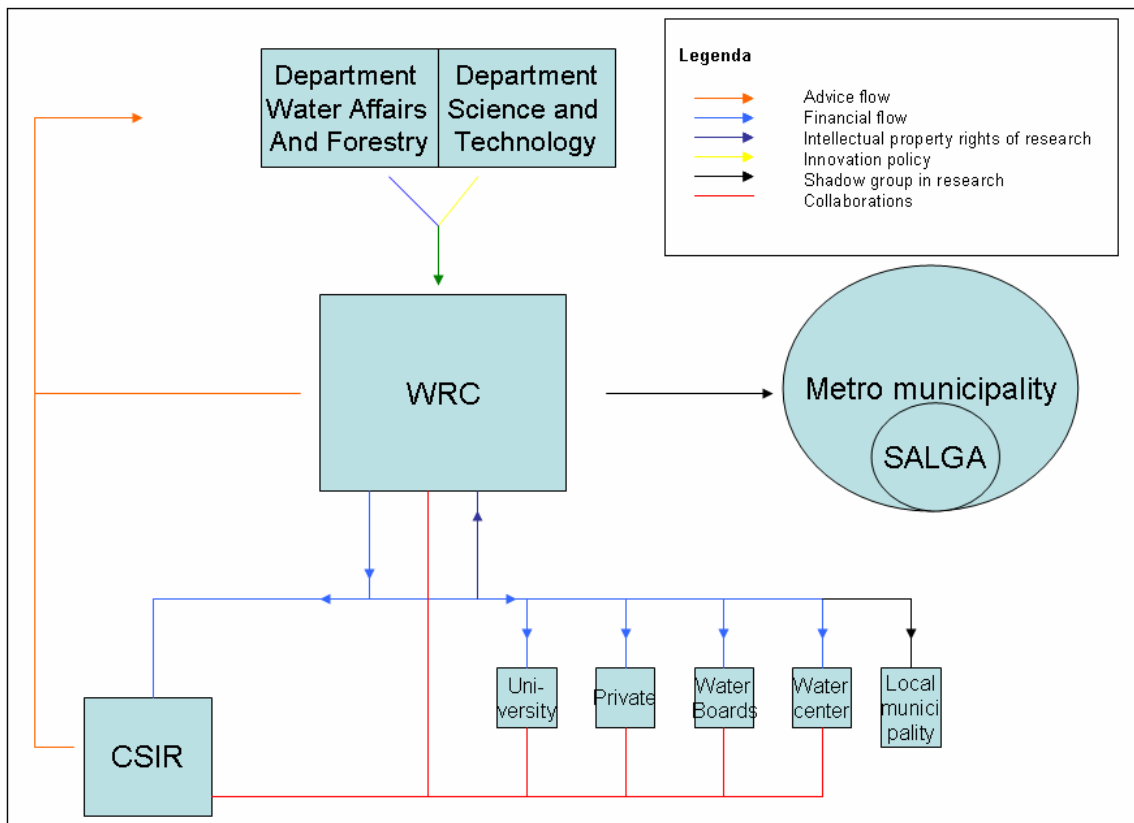 Department
Water Affairs
And Forestry
Department
Science and
Technology
Legenda
Advice flow
Financial flow
Intellectual property rights of research
Innovation policy
Shadow group in research
Collaborations
WRC
Metro municipality
SALGA
CSIR
Uni-
versity
Private
Water
Boards
Water
center
Local
munici
pality